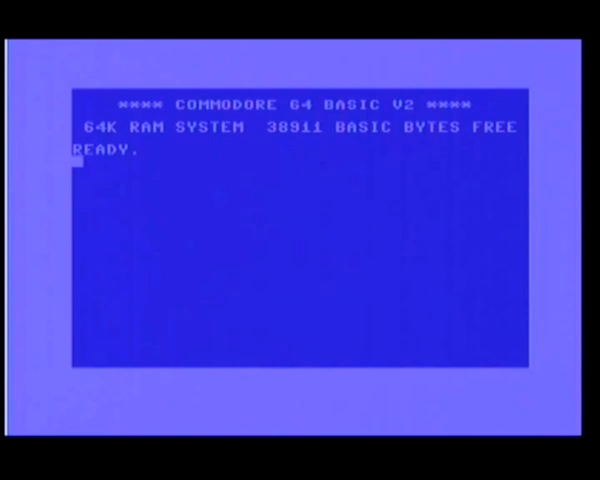 **** COMMODORE 64 BASIC V2 ****
64K RAM SYSTEM  38911 BASIC BYTES FREE
READY.